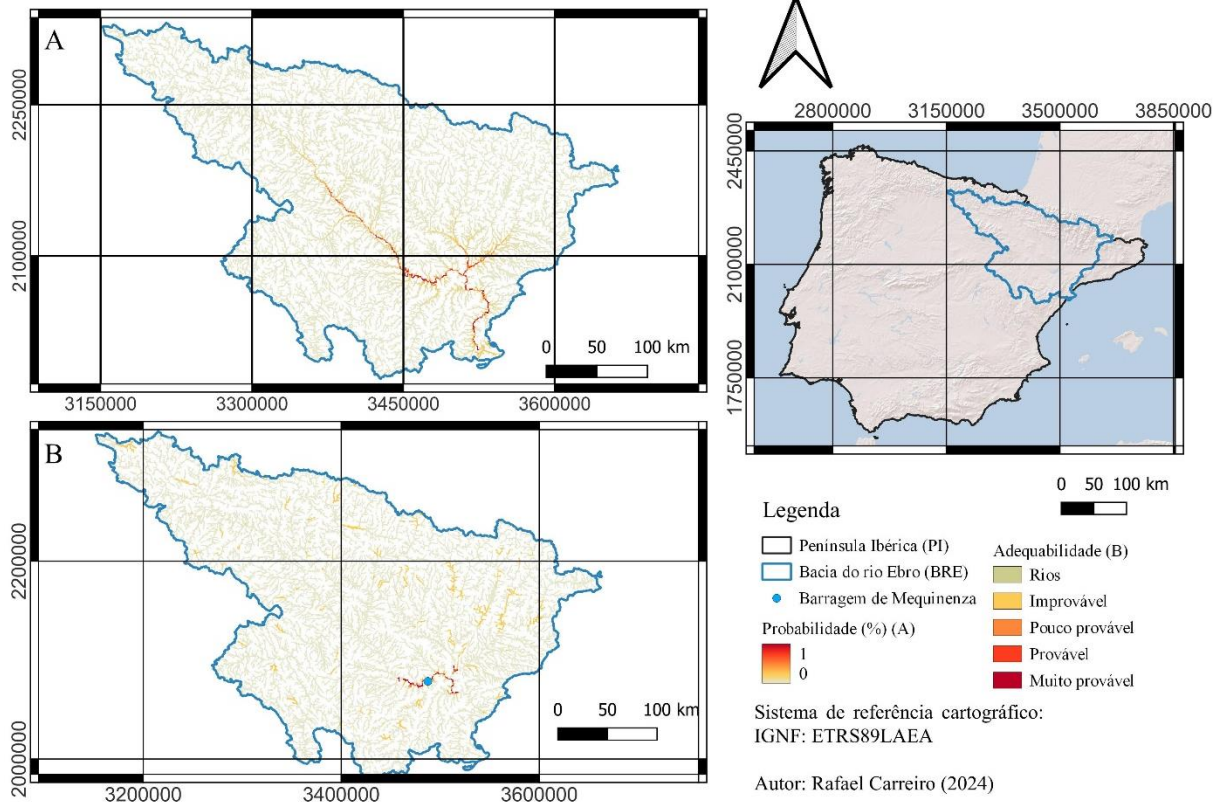 A
2250000
2100000
0 50 100 km
3150000 3300000 3450000 3600000
B
2200000
2000000
0 50 100 km
3200000 3400000 3600000
2800000 3150000 3500000 3850000
2450000
2100000
1750000
0 50 100 km
Legenda
Península Ibérica (PI)
Bacia do rio Ebro (BRE)
Barragem de Mequinenza
Probabilidade (%) (A)
1
0
Adequabilidade (B)
Rios
Improvável
Pouco provável
Provável
Muito provável
Sistema de referência cartográfico:
IGNF: ETRS89LAEA
Autor: Rafael Carreiro (2024)